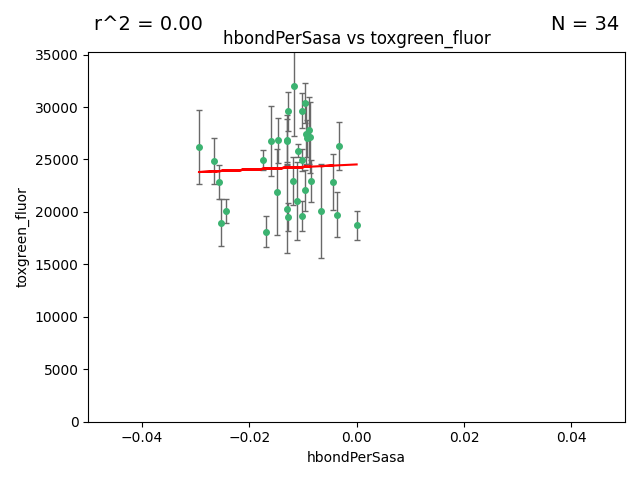 r^2 = 0.00
N = 34
hbondPerSasa vs toxgreen_fluor
35000
30000
25000
20000
15000
10000
5000
0
toxgreen_fluor
−0.04
−0.02
0.00
0.02
0.04
hbondPerSasa